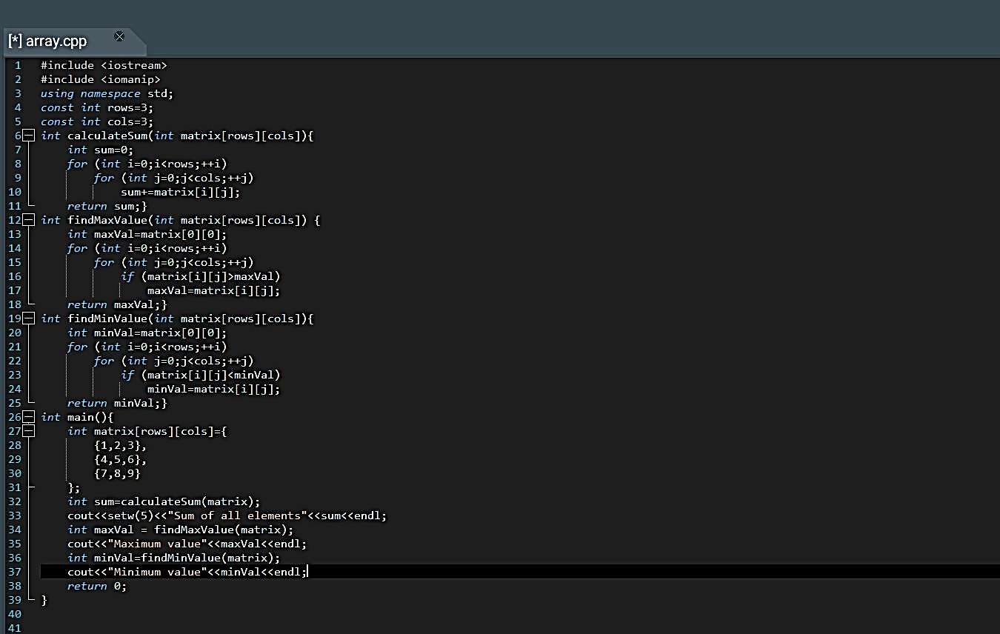 [*] array.cpp
1 #include <iostream>
2 #include <iomanip>
3 using namespace std;
4 const int rows=3;
5 const int cols=3;
6 int calculateSum(int matrix[rows][cols]){
7     int sum=0;
8     for (int i=0;i<rows;++i)
9         for (int j=0;j<cols;++j)
10             sum+=matrix[i][j];
11     return sum;}
12 int findMaxValue(int matrix[rows][cols]) {
13     int maxVal=matrix[0][0];
14     for (int i=0;i<rows;++i)
15         for (int j=0;j<cols;++j)
16             if (matrix[i][j]>maxVal)
17                 maxVal=matrix[i][j];
18     return maxVal;}
19 int findMinValue(int matrix[rows][cols]){
20     int minVal=matrix[0][0];
21     for (int i=0;i<rows;++i)
22         for (int j=0;j<cols;++j)
23             if (matrix[i][j]<minVal)
24                 minVal=matrix[i][j];
25     return minVal;}
26 int main(){
27     int matrix[rows][cols]={
28         {1,2,3},
29         {4,5,6},
30         {7,8,9}
31     };
32     int sum=calculateSum(matrix);
33     cout<<setw(5)<<"Sum of all elements"<<sum<<endl;
34     int maxVal = findMaxValue(matrix);
35     cout<<"Maximum value"<<maxVal<<endl;
36     int minVal=findMinValue(matrix);
37     cout<<"Minimum value"<<minVal<<endl;
38     return 0;
39 }
40
41